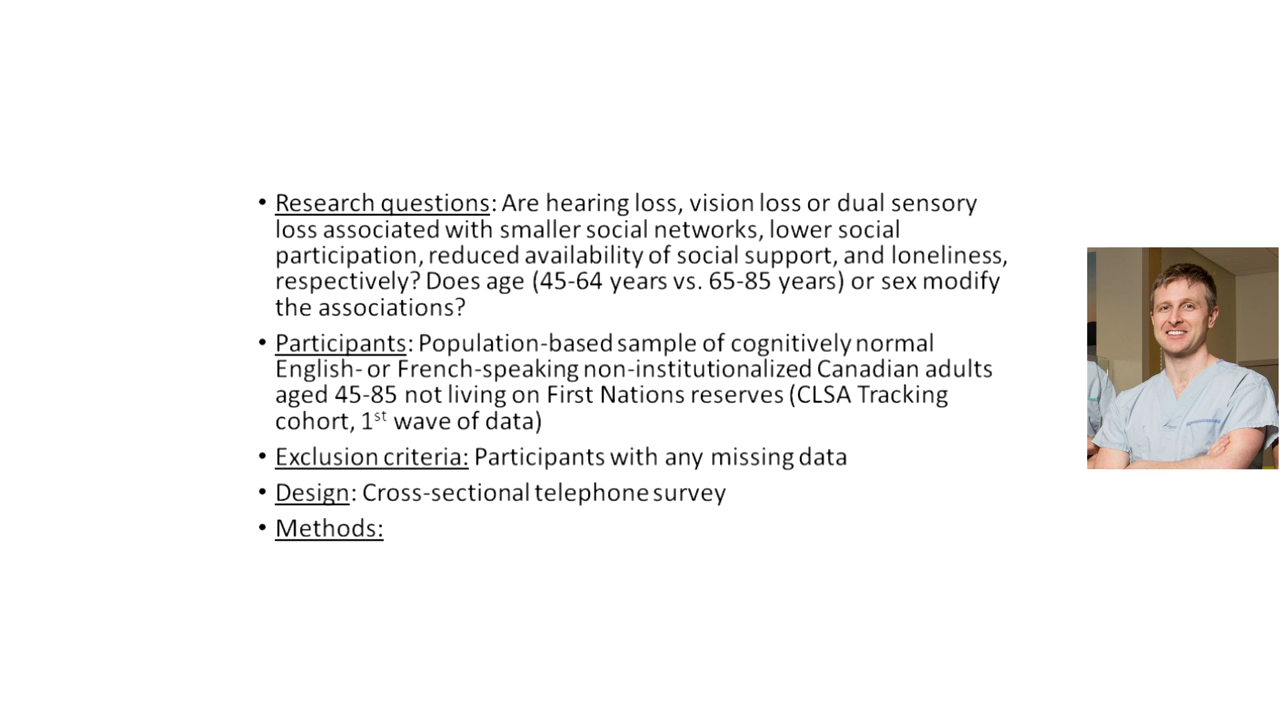 • Research questions: Are hearing loss, vision loss or dual sensory
loss associated with smaller social networks, lower social
participation, reduced availability of social support, and loneliness,
respectively? Does age (45-64 years vs. 65-85 years) or sex modify
the associations?
• Participants: Population-based sample of cognitively normal
English- or French-speaking non-institutionalized Canadian adults
aged 45-85 not living on First Nations reserves (CLSA Tracking
cohort, 1st wave of data)
• Exclusion criteria: Participants with any missing data
• Design: Cross-sectional telephone survey
• Methods: